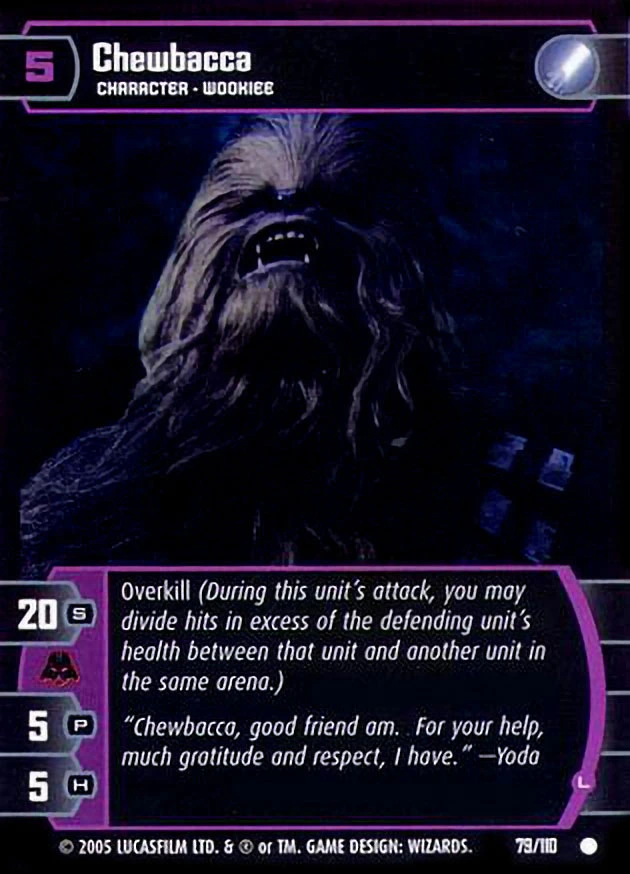 5
Chewbacca
CHARACTER - WOOKIEE
Overkill (During this unit's attack, you may
divide hits in excess of the defending unit's
health between that unit and another unit in
the same arena.)
"Chewbacca, good friend am. For your help,
much gratitude and respect, I have." —Yoda
20 S
5 P
5 H
L
© 2005 LUCASFILM LTD. & ® or TM. GAME DESIGN: WIZARDS. 79/110